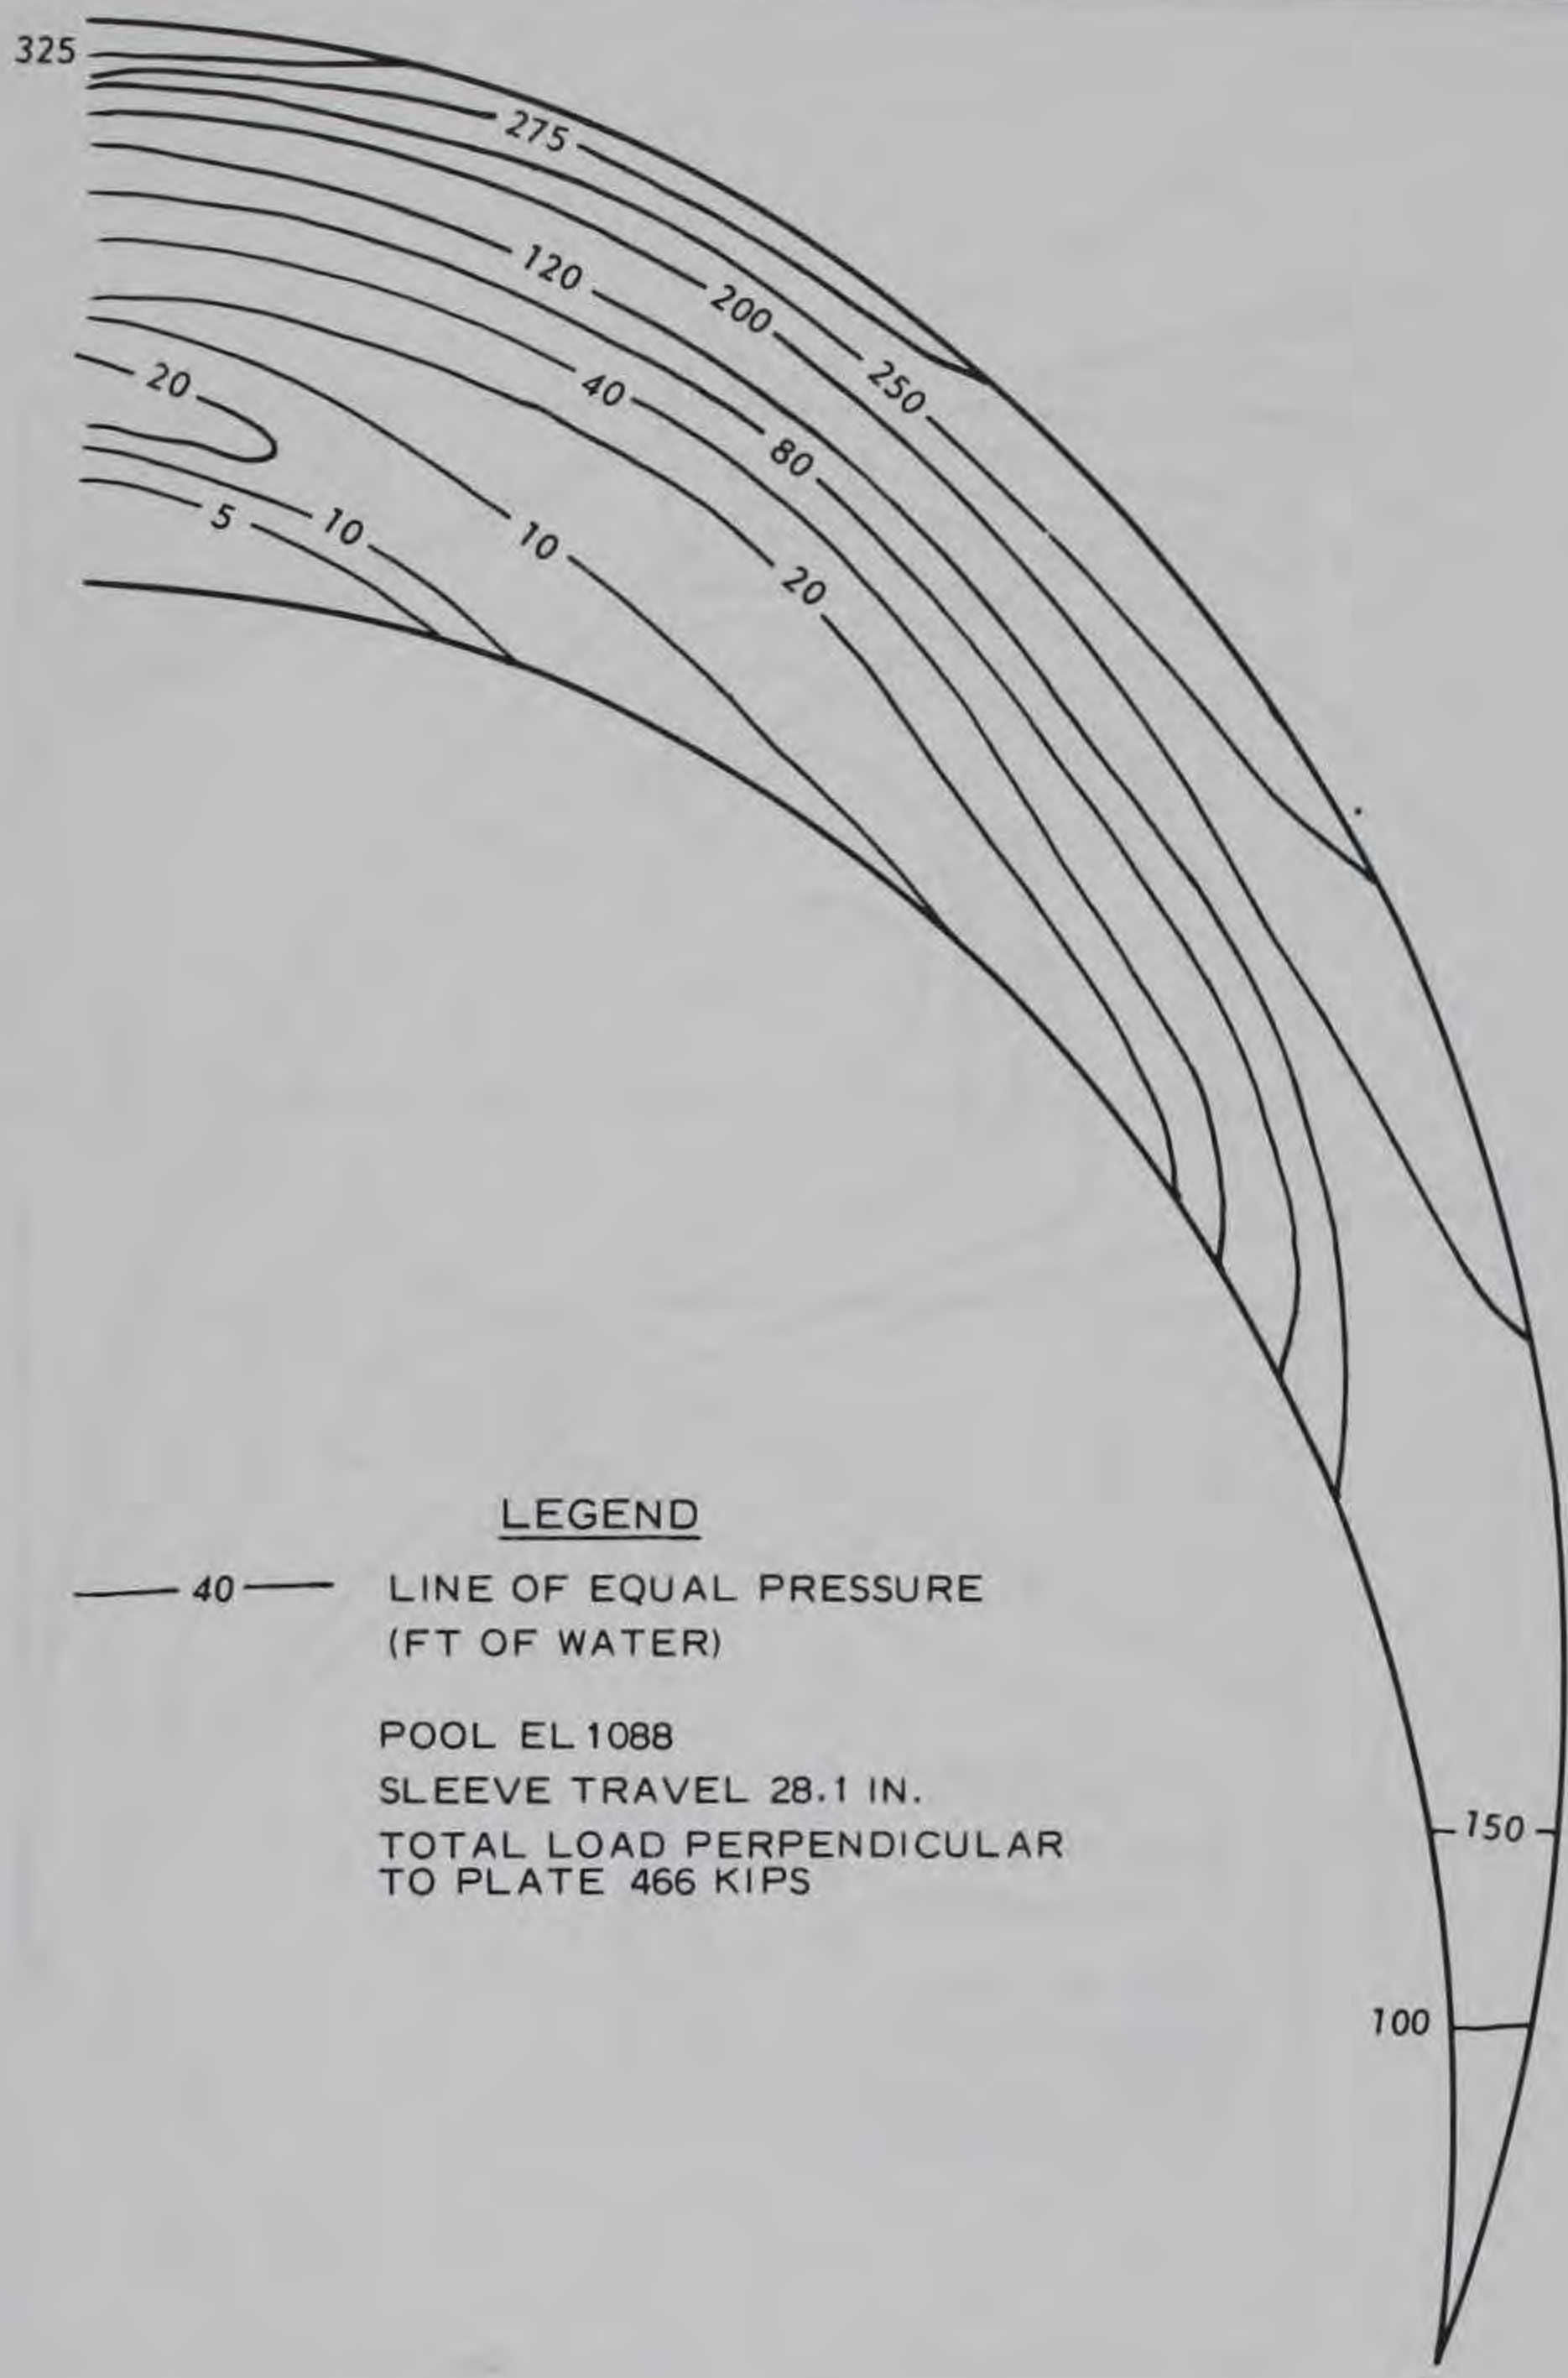 325
275
120
200
250
20
40
80
5
10
10
20
LEGEND
40 LINE OF EQUAL PRESSURE
(FT OF WATER)
POOL EL 1088
SLEEVE TRAVEL 28.1 IN.
TOTAL LOAD PERPENDICULAR
TO PLATE 466 KIPS
150
100